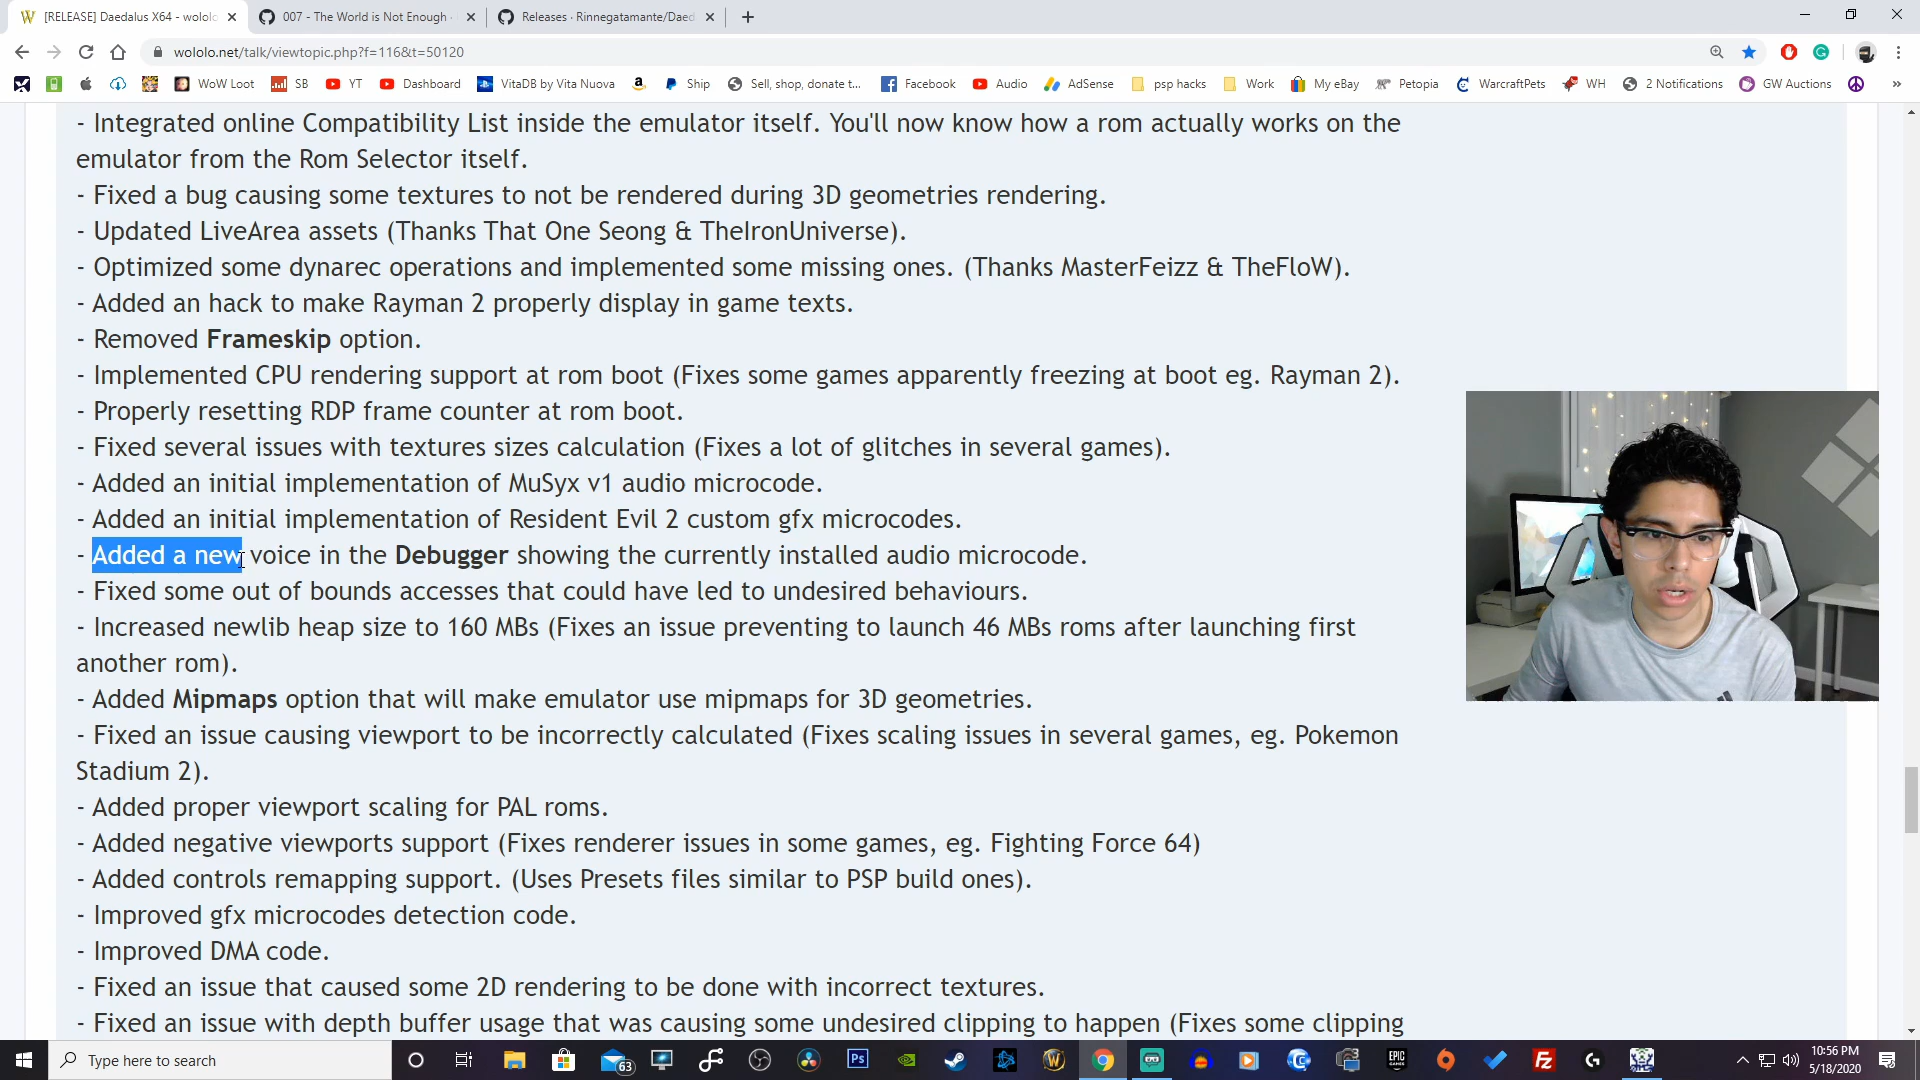 [RELEASE] Daedalus X64 - wolol
007 - The World is Not Enough
Releases · Rinnegatamante/Daed
wololo.net/talk/viewtopic.php?f=116&t=50120
WoW Loot
SB
YT
Dashboard
VitaDB by Vita Nuova
Ship
Sell, shop, donate t...
Facebook
Audio
AdSense
psp hacks
Work
My eBay
Petopia
WarcraftPets
WH
2 Notifications
GW Auctions
»
- Integrated online Compatibility List inside the emulator itself. You'll now know how a rom actually works on the
emulator from the Rom Selector itself.
- Fixed a bug causing some textures to not be rendered during 3D geometries rendering.
- Updated LiveArea assets (Thanks That One Seong & TheIronUniverse).
- Optimized some dynarec operations and implemented some missing ones. (Thanks MasterFeizz & TheFloW).
- Added an hack to make Rayman 2 properly display in game texts.
- Removed Frameskip option.
- Implemented CPU rendering support at rom boot (Fixes some games apparently freezing at boot eg. Rayman 2).
- Properly resetting RDP frame counter at rom boot.
- Fixed several issues with textures sizes calculation (Fixes a lot of glitches in several games).
- Added an initial implementation of MuSyx v1 audio microcode.
- Added an initial implementation of Resident Evil 2 custom gfx microcodes.
- Added a new voice in the Debugger showing the currently installed audio microcode.
- Fixed some out of bounds accesses that could have led to undesired behaviours.
- Increased newlib heap size to 160 MBs (Fixes an issue preventing to launch 46 MBs roms after launching first
another rom).
- Added Mipmaps option that will make emulator use mipmaps for 3D geometries.
- Fixed an issue causing viewport to be incorrectly calculated (Fixes scaling issues in several games, eg. Pokemon
Stadium 2).
- Added proper viewport scaling for PAL roms.
- Added negative viewports support (Fixes renderer issues in some games, eg. Fighting Force 64)
- Added controls remapping support. (Uses Presets files similar to PSP build ones).
- Improved gfx microcodes detection code.
- Improved DMA code.
- Fixed an issue that caused some 2D rendering to be done with incorrect textures.
- Fixed an issue with depth buffer usage that was causing some undesired clipping to happen (Fixes some clipping
Type here to search
63
Ps
EPIC
FZ
10:56 PM
5/18/2020